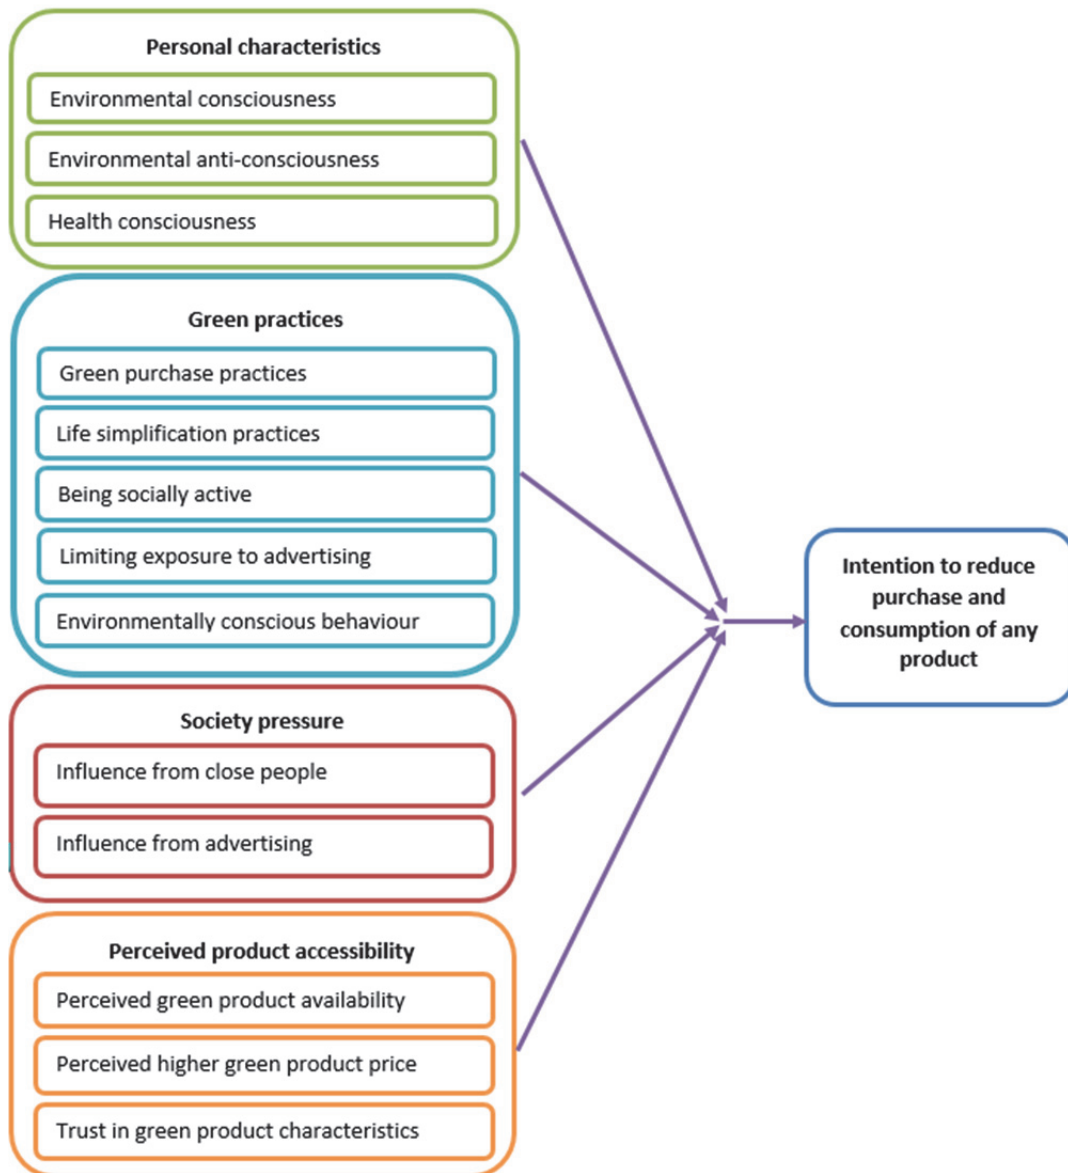 Personal characteristics
Environmental consciousness
Environmental anti-consciousness
Health consciousness
Green practices
Green purchase practices
Life simplification practices
Being socially active
Limiting exposure to advertising
Environmentally conscious behaviour
Society pressure
Influence from close people
Influence from advertising
Perceived product accessibility
Perceived green product availability
Perceived higher green product price
Trust in green product characteristics
Intention to reduce
purchase and
consumption of any
product